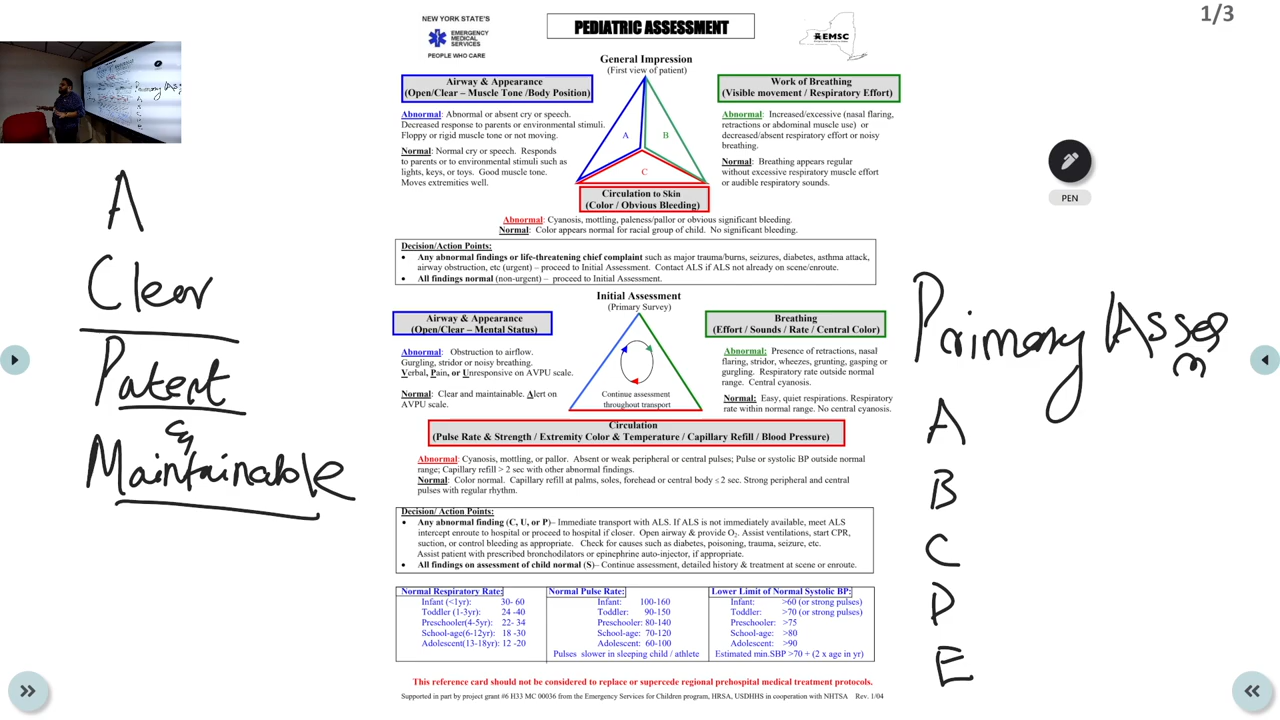 1/3
NEW YORK STATE'S
EMERGENCY
MEDICAL
SERVICES
PEOPLE WHO CARE
PEDIATRIC ASSESSMENT
REMSC
General Impression
(First view of patient)
Airway & Appearance
(Open/Clear – Muscle Tone /Body Position)
Abnormal: Abnormal or absent cry or speech.
Decreased response to parents or environmental stimuli.
Floppy or rigid muscle tone or not moving.
Normal: Normal cry or speech. Responds
to parents or to environmental stimuli such as
lights, keys, or toys. Good muscle tone.
Moves extremities well.
A
B
C
Work of Breathing
(Visible movement / Respiratory Effort)
Abnormal: Increased/excessive (nasal flaring,
retractions or abdominal muscle use) or
decreased/absent respiratory effort or noisy
breathing.
Normal: Breathing appears regular
without excessive respiratory muscle effort
or audible respiratory sounds.
Circulation to Skin
(Color / Obvious Bleeding)
Abnormal: Cyanosis, mottling, paleness/pallor or obvious significant bleeding.
Normal: Color appears normal for racial group of child. No significant bleeding.
Decision/Action Points:
• Any abnormal findings or life-threatening chief complaint such as major trauma/burns, seizures, diabetes, asthma attack,
airway obstruction, etc (urgent) – proceed to Initial Assessment. Contact ALS if ALS not already on scene/enroute.
• All findings normal (non-urgent) – proceed to Initial Assessment.
Initial Assessment
(Primary Survey)
Airway & Appearance
(Open/Clear – Mental Status)
Abnormal: Obstruction to airflow.
Gurgling, stridor or noisy breathing.
Verbal, Pain, or Unresponsive on AVPU scale.
Normal: Clear and maintainable. Alert on
AVPU scale.
Continue assessment
throughout transport
Breathing
(Effort / Sounds / Rate / Central Color)
Abnormal: Presence of retractions, nasal
flaring, stridor, wheezes, grunting, gasping or
gurgling. Respiratory rate outside normal
range. Central cyanosis.
Normal: Easy, quiet respirations. Respiratory
rate within normal range. No central cyanosis.
Circulation
(Pulse Rate & Strength / Extremity Color & Temperature / Capillary Refill / Blood Pressure)
Abnormal: Cyanosis, mottling, or pallor. Absent or weak peripheral or central pulses; Pulse or systolic BP outside normal
range; Capillary refill > 2 sec with other abnormal findings.
Normal: Color normal. Capillary refill at palms, soles, forehead or central body ≤ 2 sec. Strong peripheral and central
pulses with regular rhythm.
Decision/ Action Points:
• Any abnormal finding (C, U, or P)– Immediate transport with ALS. If ALS is not immediately available, meet ALS
intercept enroute to hospital or proceed to hospital if closer. Open airway & provide O2. Assist ventilations, start CPR,
suction, or control bleeding as appropriate. Check for causes such as diabetes, poisoning, trauma, seizure, etc.
Assist patient with prescribed bronchodilators or epinephrine auto-injector, if appropriate.
• All findings on assessment of child normal (S)– Continue assessment, detailed history & treatment at scene or enroute.
Normal Respiratory Rate:
Infant (<1yr): 30- 60
Toddler (1-3yr): 24 -40
Preschooler(4-5yr): 22- 34
School-age(6-12yr): 18 -30
Adolescent(13-18yr): 12 -20
Normal Pulse Rate:
Infant: 100-160
Toddler: 90-150
Preschooler: 80-140
School-age: 70-120
Adolescent: 60-100
Pulses slower in sleeping child / athlete
Lower Limit of Normal Systolic BP:
Infant: >60 (or strong pulses)
Toddler: >70 (or strong pulses)
Preschooler: >75
School-age: >80
Adolescent: >90
Estimated min.SBP >70 + (2 x age in yr)
This reference card should not be considered to replace or supercede regional prehospital medical treatment protocols.
Supported in part by project grant #6 H33 MC 00036 from the Emergency Services for Children program, HRSA, USDHHS in cooperation with NHTSA Rev. 1/04
A
Clear
Patent
&
Maintainable
PEN
Primary
A
B
C
D
E